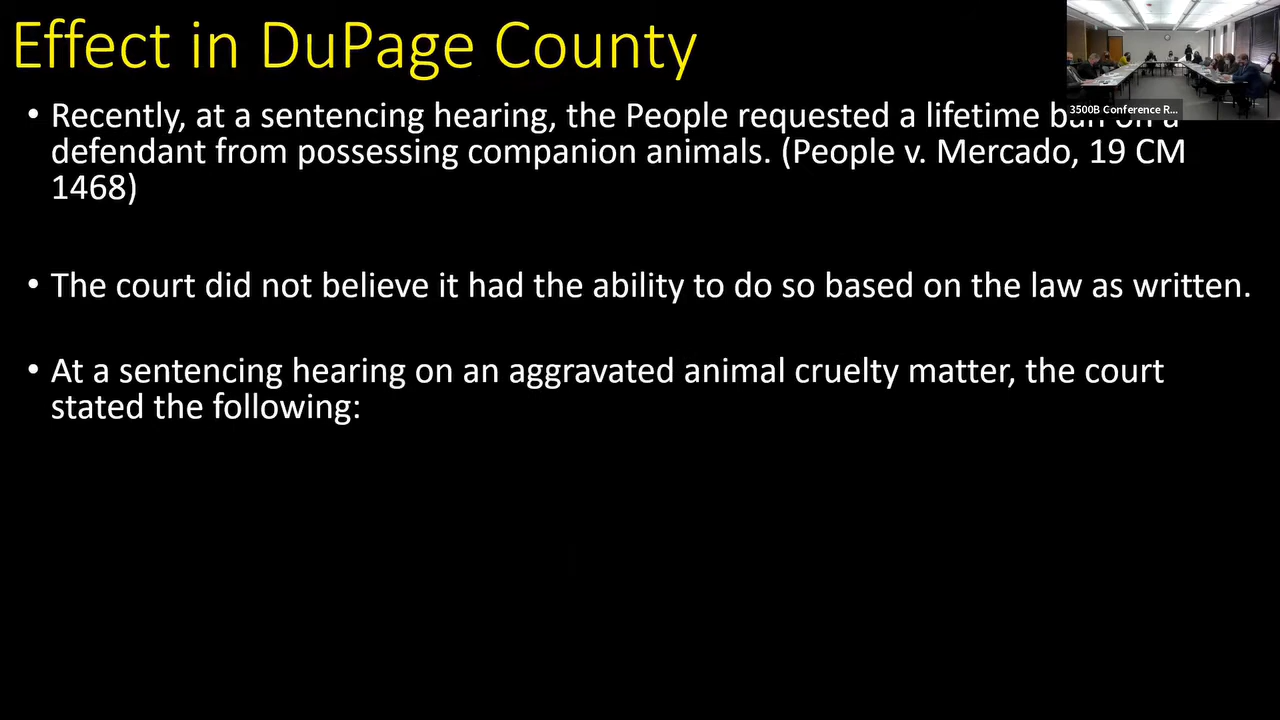 Effect in DuPage County
• Recently, at a sentencing hearing, the People requested a lifetime ban on a
defendant from possessing companion animals. (People v. Mercado, 19 CM
1468)
• The court did not believe it had the ability to do so based on the law as written.
• At a sentencing hearing on an aggravated animal cruelty matter, the court
stated the following:
3500B Conference R...